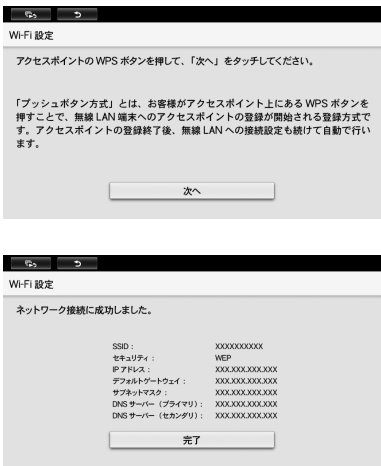 Wi-Fi 設定
アクセスポイントの WPS ボタンを押して、「次へ」をタッチしてください。
「プッシュボタン方式」とは、お客様がアクセスポイント上にある WPS ボタンを
押すことで、無線 LAN 端末へのアクセスポイントの登録が開始される登録方式で
す。アクセスポイントの登録終了後、無線 LAN への接続設定も続けて自動で行い
ます。
次へ
Wi-Fi 設定
ネットワーク接続に成功しました。
SSID : XXXXXXXXXX
セキュリティ : WEP
IP アドレス : XXX.XXX.XXX.XXX
デフォルトゲートウェイ : XXX.XXX.XXX.XXX
サブネットマスク : XXX.XXX.XXX.XXX
DNS サーバー（プライマリ）: XXX.XXX.XXX.XXX
DNS サーバー（セカンダリ）: XXX.XXX.XXX.XXX
完了